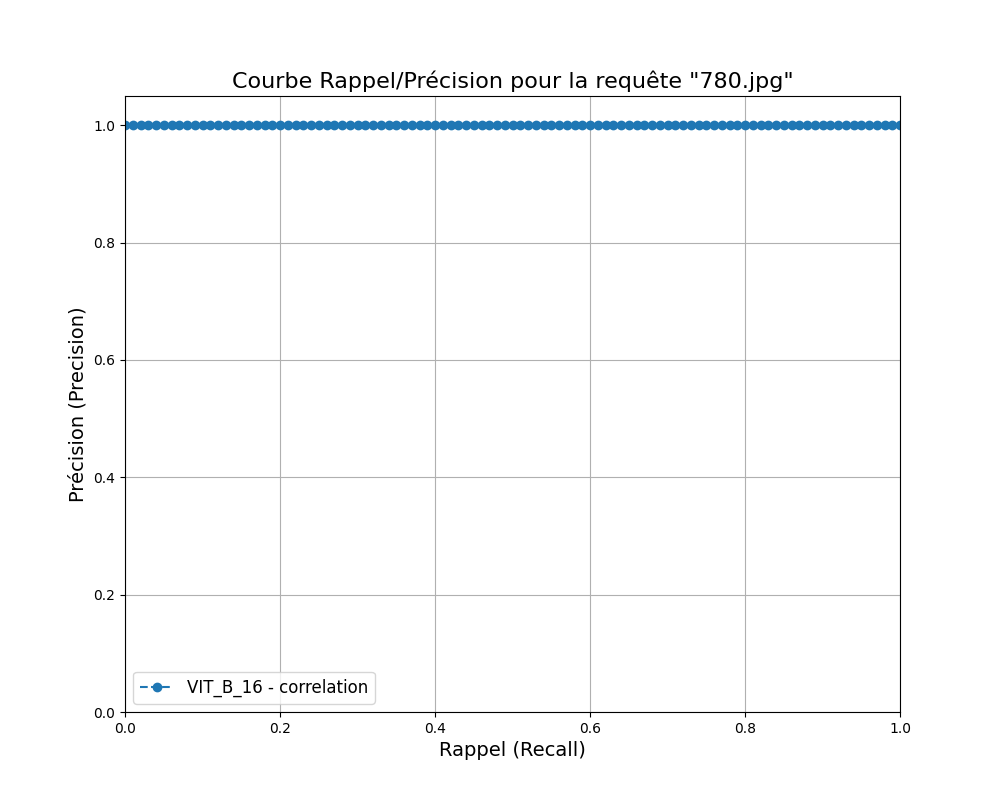 Courbe Rappel/Précision pour la requête "780.jpg"
Précision (Precision)
1.0
0.8
0.6
0.4
0.2
0.0
VIT_B_16 - correlation
0.0 0.2 0.4 0.6 0.8 1.0
Rappel (Recall)